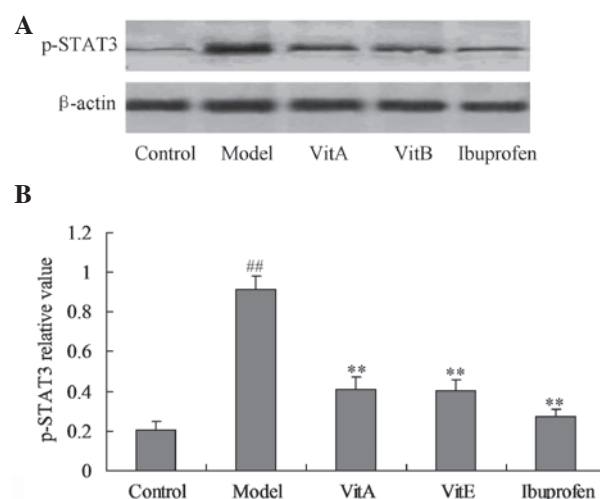 A
p-STAT3
β-actin
Control Model VitA VitB Ibuprofen
B
p-STAT3 relative value
1.2
1
0.8
0.6
0.4
0.2
0
##
**
**
**
Control Model VitA VitE Ibuprofen